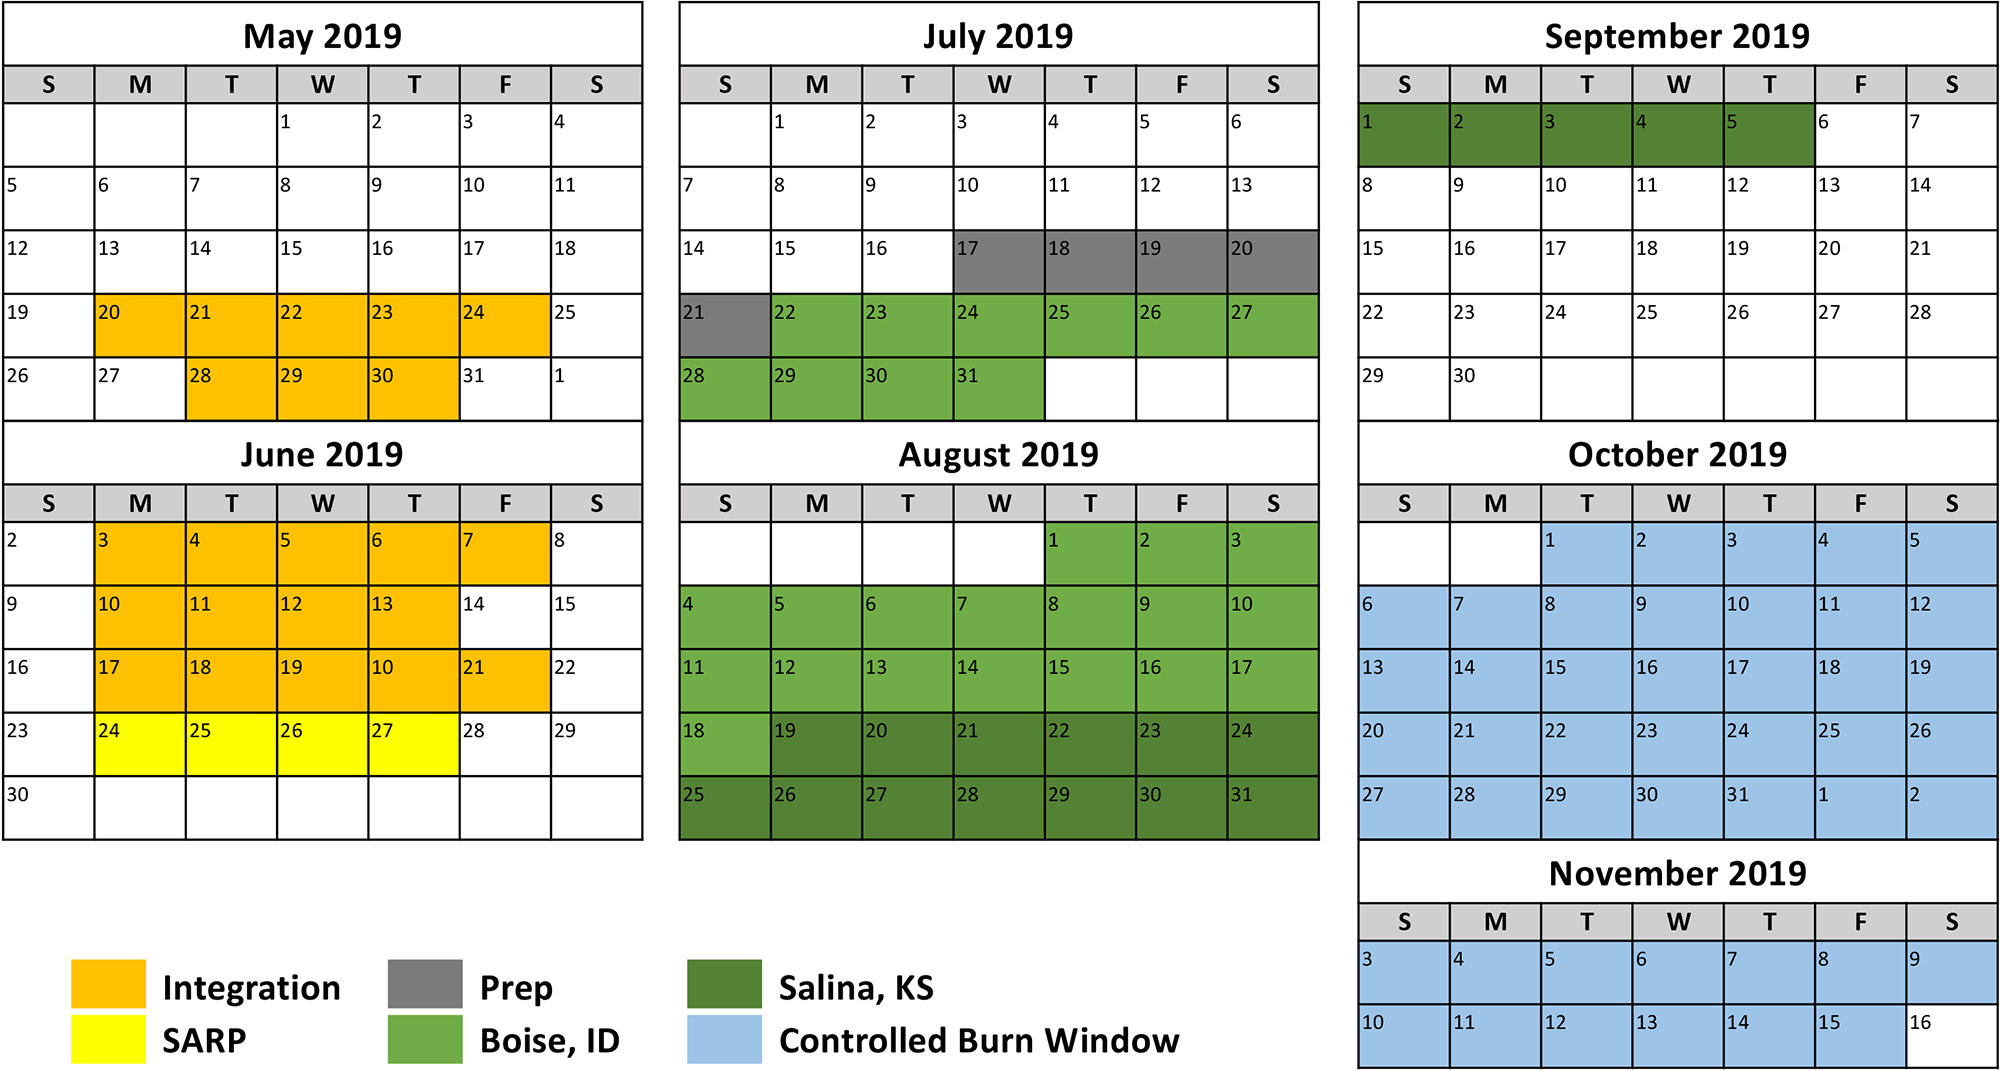 May 2019
S M T W T F S
1 2 3 4
5 6 7 8 9 10 11
12 13 14 15 16 17 18
19 20 21 22 23 24 25
26 27 28 29 30 31 1
June 2019
S M T W T F S
2 3 4 5 6 7 8
9 10 11 12 13 14 15
16 17 18 19 10 21 22
23 24 25 26 27 28 29
30
July 2019
S M T W T F S
1 2 3 4 5 6
7 8 9 10 11 12 13
14 15 16 17 18 19 20
21 22 23 24 25 26 27
28 29 30 31
August 2019
S M T W T F S
1 2 3
4 5 6 7 8 9 10
11 12 13 14 15 16 17
18 19 20 21 22 23 24
25 26 27 28 29 30 31
September 2019
S M T W T F S
1 2 3 4 5 6 7
8 9 10 11 12 13 14
15 16 17 18 19 20 21
22 23 24 25 26 27 28
29 30
October 2019
S M T W T F S
1 2 3 4 5
6 7 8 9 10 11 12
13 14 15 16 17 18 19
20 21 22 23 24 25 26
27 28 29 30 31 1 2
November 2019
S M T W T F S
3 4 5 6 7 8 9
10 11 12 13 14 15 16
Integration
SARP
Prep
Boise, ID
Salina, KS
Controlled Burn Window